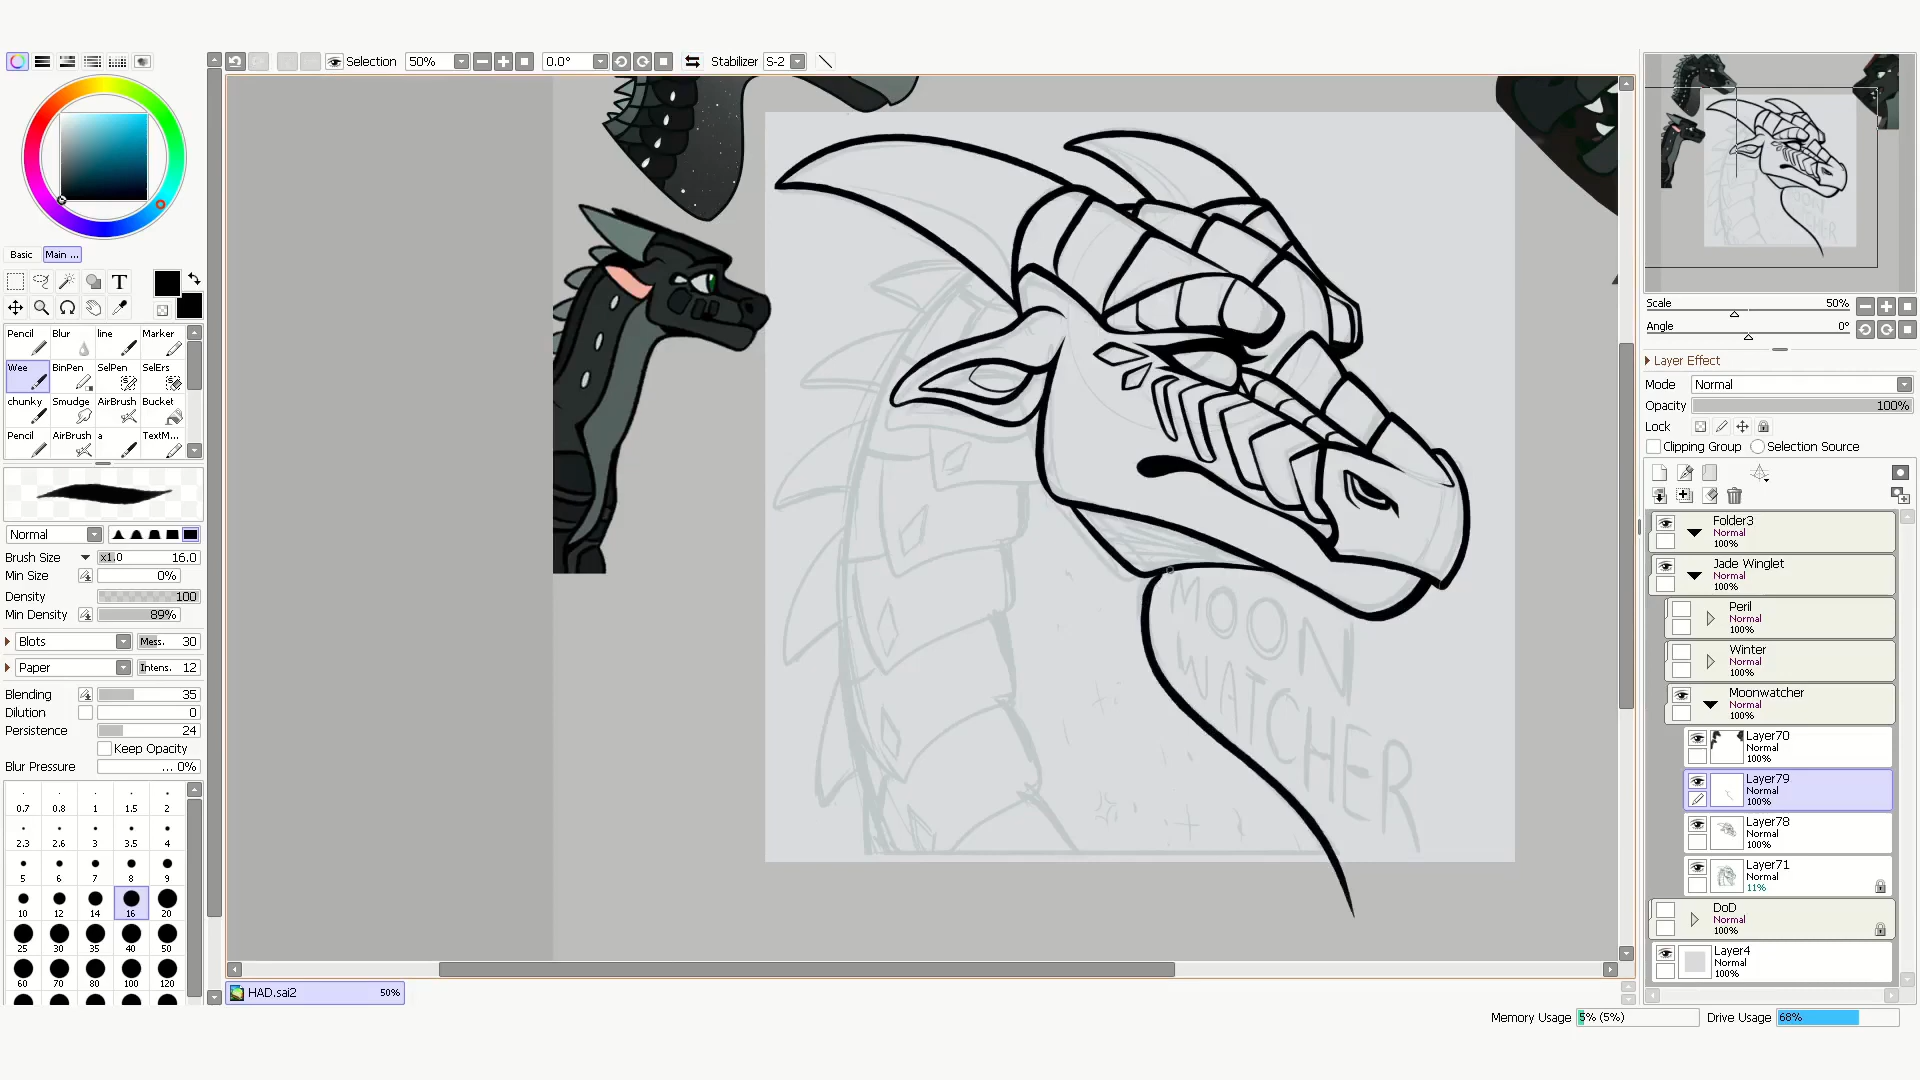 Selection 50% 0.0° Stabilizer S-2
Basic Main ...
T
Pencil Blur line Marker
Wee BinPen SelPen SelErs
chunky Smudge AirBrush Bucket
Pencil AirBrush a TextM...
Normal
Brush Size x1.0 16.0
Min Size 0%
Density 100
Min Density 89%
Blots Mess. 30
Paper Intens. 12
Blending 35
Dilution 0
Persistence 24
Keep Opacity
Blur Pressure ... 0%
0.7 0.8 1 1.5 2
2.3 2.6 3 3.5 4
5 6 7 8 9
10 12 14 16 20
25 30 35 40 50
60 70 80 100 120
MOON
WATCHER
HAD.sai2 50%
Scale 50%
Angle 0°
Layer Effect
Mode Normal
Opacity 100%
Lock
Clipping Group Selection Source
Folder3
Normal
100%
Jade Winglet
Normal
100%
Peril
Normal
100%
Winter
Normal
100%
Moonwatcher
Normal
100%
Layer70
Normal
100%
Layer79
Normal
100%
Layer78
Normal
100%
Layer71
Normal
11%
DoD
Normal
100%
Layer4
Normal
100%
Memory Usage 5% (5%) Drive Usage 68%